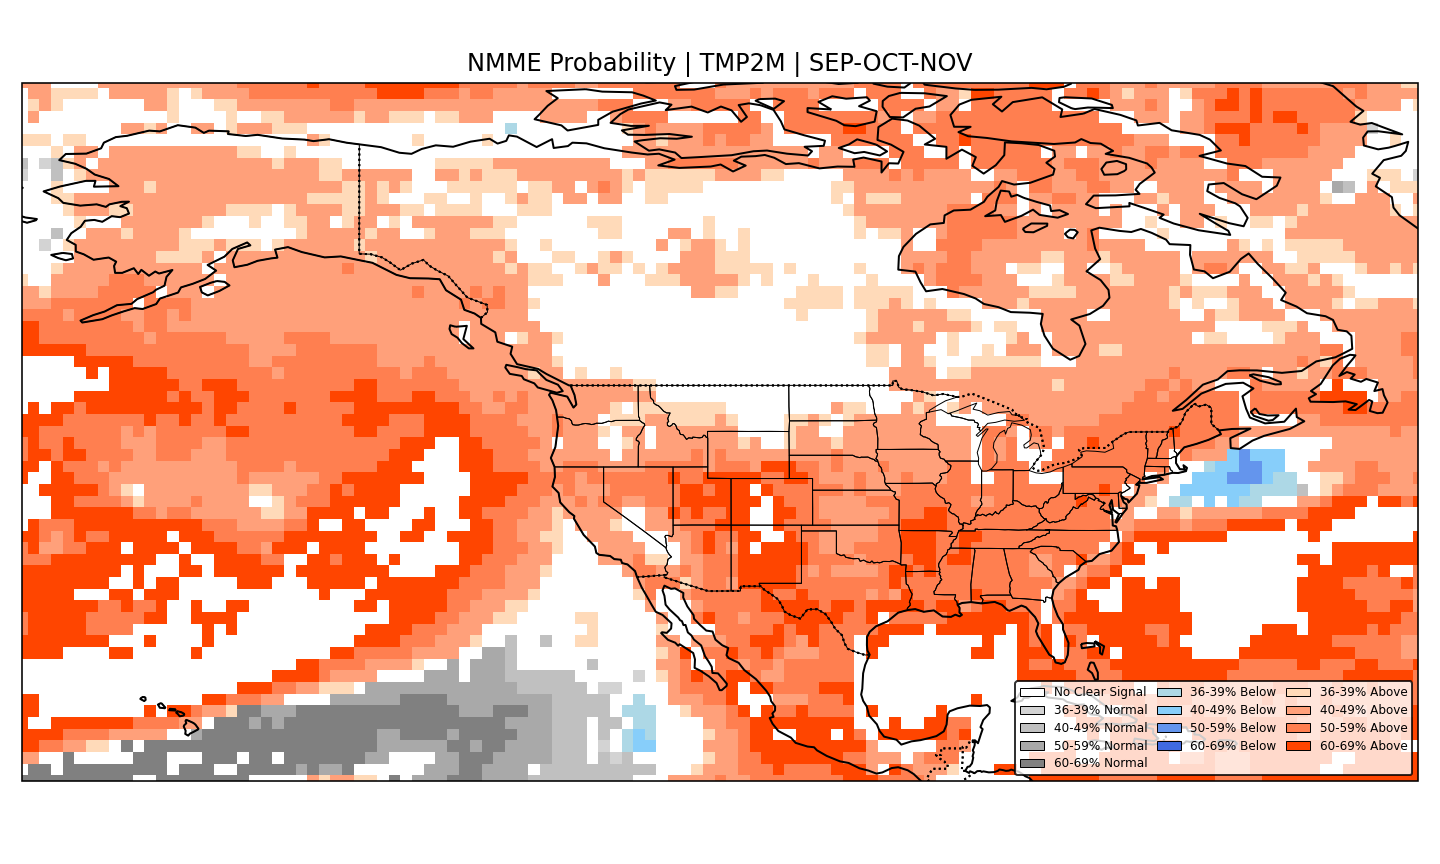 NMME Probability | TMP2M | SEP-OCT-NOV
No Clear Signal
36-39% Normal
40-49% Normal
50-59% Normal
60-69% Normal
36-39% Below
40-49% Below
50-59% Below
60-69% Below
36-39% Above
40-49% Above
50-59% Above
60-69% Above